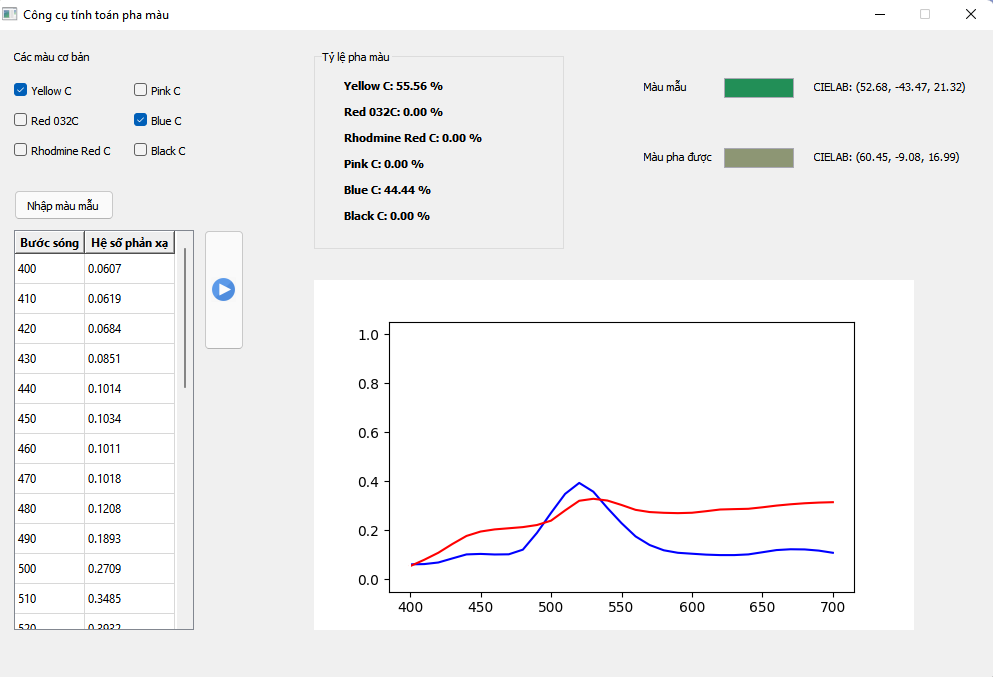 Công cụ tính toán pha màu
Các màu cơ bản
Yellow C
Pink C
Red 032C
Blue C
Rhodmine Red C
Black C
Nhập màu mẫu
Bước sóng Hệ số phản xạ
400 0.0607
410 0.0619
420 0.0684
430 0.0851
440 0.1014
450 0.1034
460 0.1011
470 0.1018
480 0.1208
490 0.1893
500 0.2709
510 0.3485
520 0.3932
Tỷ lệ pha màu
Yellow C: 55.56 %
Red 032C: 0.00 %
Rhodmine Red C: 0.00 %
Pink C: 0.00 %
Blue C: 44.44 %
Black C: 0.00 %
Màu mẫu CIELAB: (52.68, -43.47, 21.32)
Màu pha được CIELAB: (60.45, -9.08, 16.99)
1.0
0.8
0.6
0.4
0.2
0.0
400 450 500 550 600 650 700